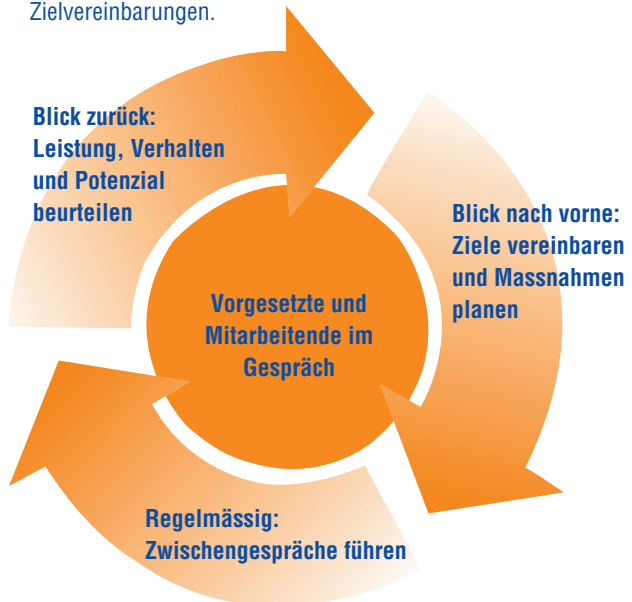 Zielvereinbarungen.
Blick zurück:
Leistung, Verhalten
und Potenzial
beurteilen
Blick nach vorne:
Ziele vereinbaren
und Massnahmen
planen
Vorgesetzte und
Mitarbeitende im
Gespräch
Regelmässig:
Zwischengespräche führen